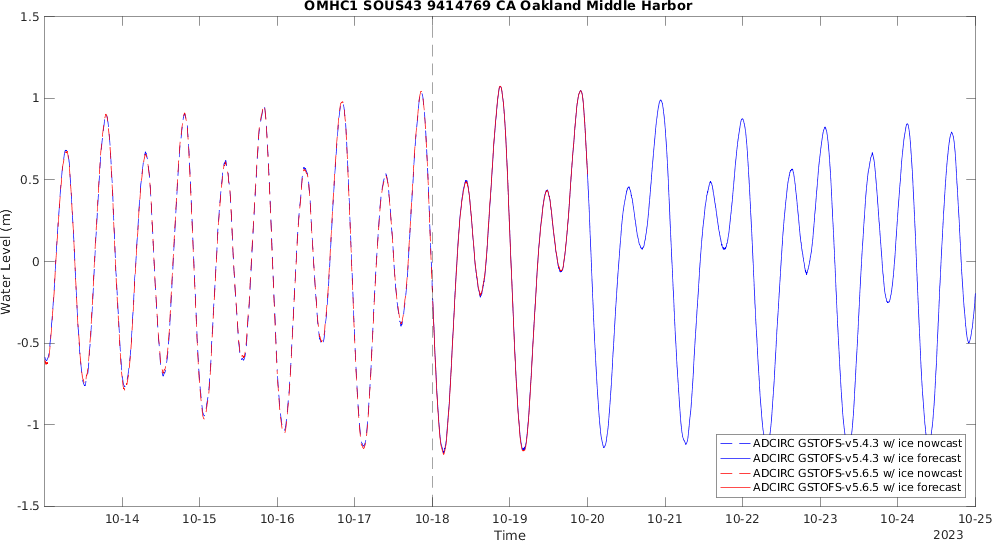 OMHC1 SOUS43 9414769 CA Oakland Middle Harbor
1.5
1
0.5
0
-0.5
-1
-1.5
Water Level (m)
10-14 10-15 10-16 10-17 10-18 10-19 10-20 10-21 10-22 10-23 10-24 10-25
Time
2023
ADCIRC GSTOFS-v5.4.3 w/ ice nowcast
ADCIRC GSTOFS-v5.4.3 w/ ice forecast
ADCIRC GSTOFS-v5.6.5 w/ ice nowcast
ADCIRC GSTOFS-v5.6.5 w/ ice forecast